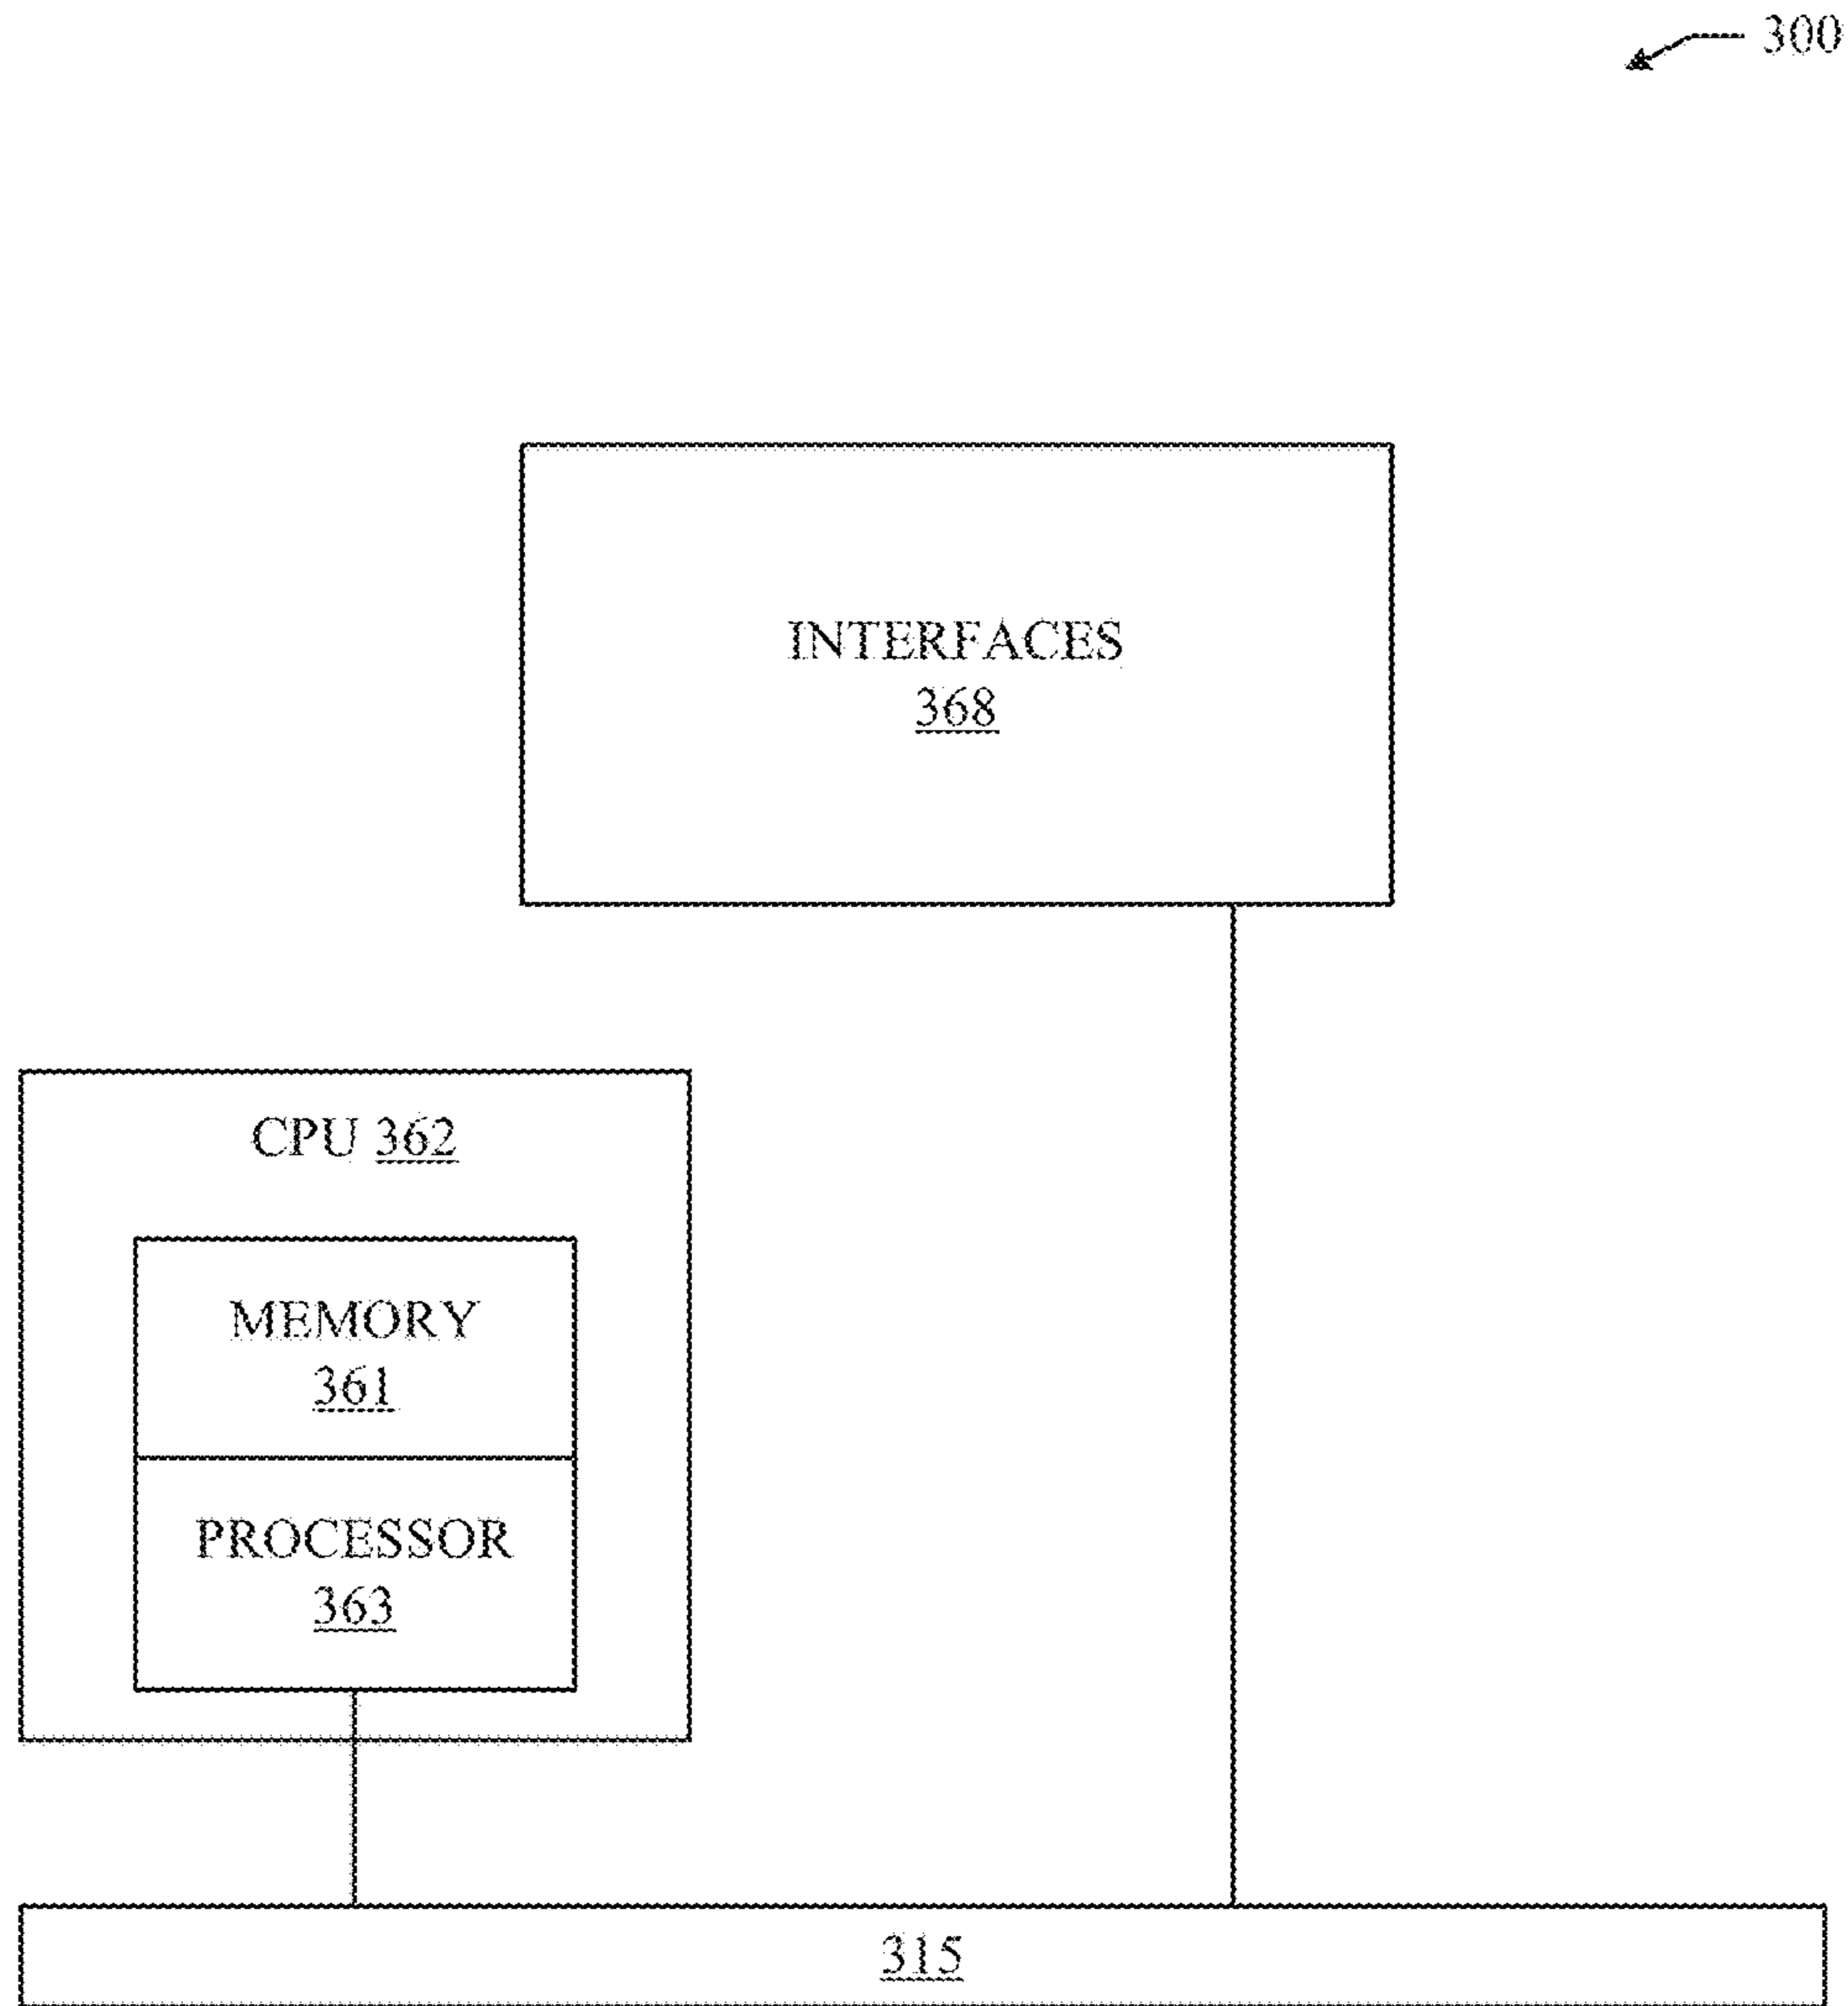 300
INTERFACES
368
CPU 362
MEMORY
361
PROCESSOR
363
315